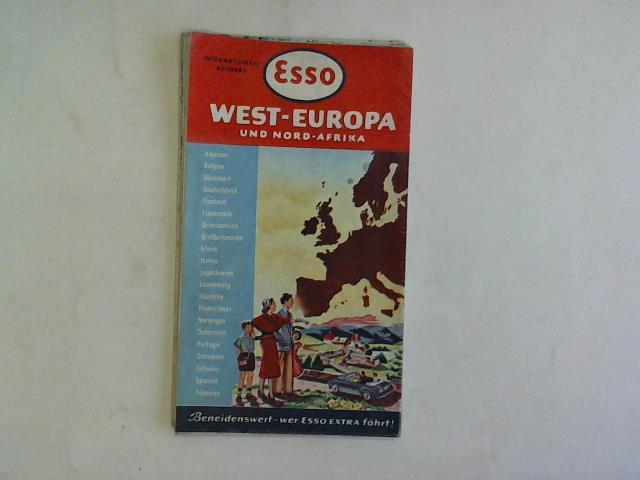 INTERNATIONALE
AUSGABE
Esso
WEST-EUROPA
UND NORD-AFRIKA
Algerien
Belgien
Dänemark
Deutschland
Finnland
Frankreich
Griechenland
Großbritannien
Irland
Italien
Jugoslawien
Luxemburg
Marokko
Niederlande
Norwegen
Österreich
Portugal
Schweden
Schweiz
Spanien
Tunesien
Beneidenswert - wer ESSO EXTRA fährt!